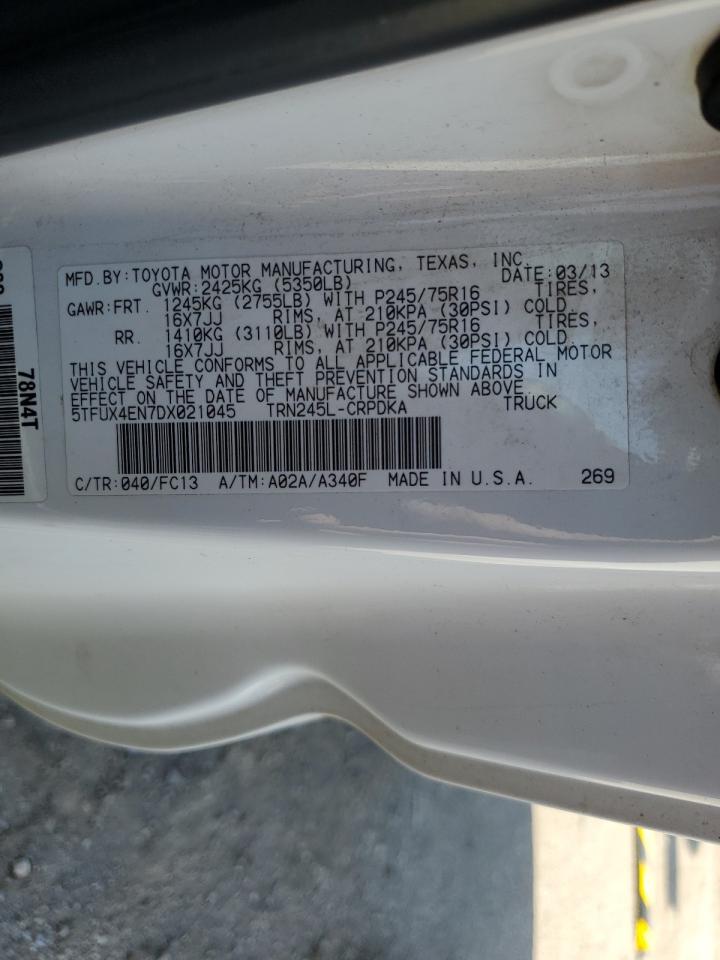 MFD.BY:TOYOTA MOTOR MANUFACTURING, TEXAS, INC.
GVWR:2425KG (5350LB) DATE:03/13
GAWR:FRT. 1245KG (2755LB) WITH P245/75R16 TIRES,
16X7JJ RIMS, AT 210KPA (30PSI) COLD
RR. 1410KG (3110LB) WITH P245/75R16 TIRES,
16X7JJ RIMS, AT 210KPA (30PSI) COLD
THIS VEHICLE CONFORMS TO ALL APPLICABLE FEDERAL MOTOR
VEHICLE SAFETY AND THEFT PREVENTION STANDARDS IN
EFFECT ON THE DATE OF MANUFACTURE SHOWN ABOVE.
5TFUX4EN7DX021045 TRN245L-CRPDKA TRUCK
C/TR:040/FC13 A/TM:A02A/A340F MADE IN U.S.A. 269
78N4T